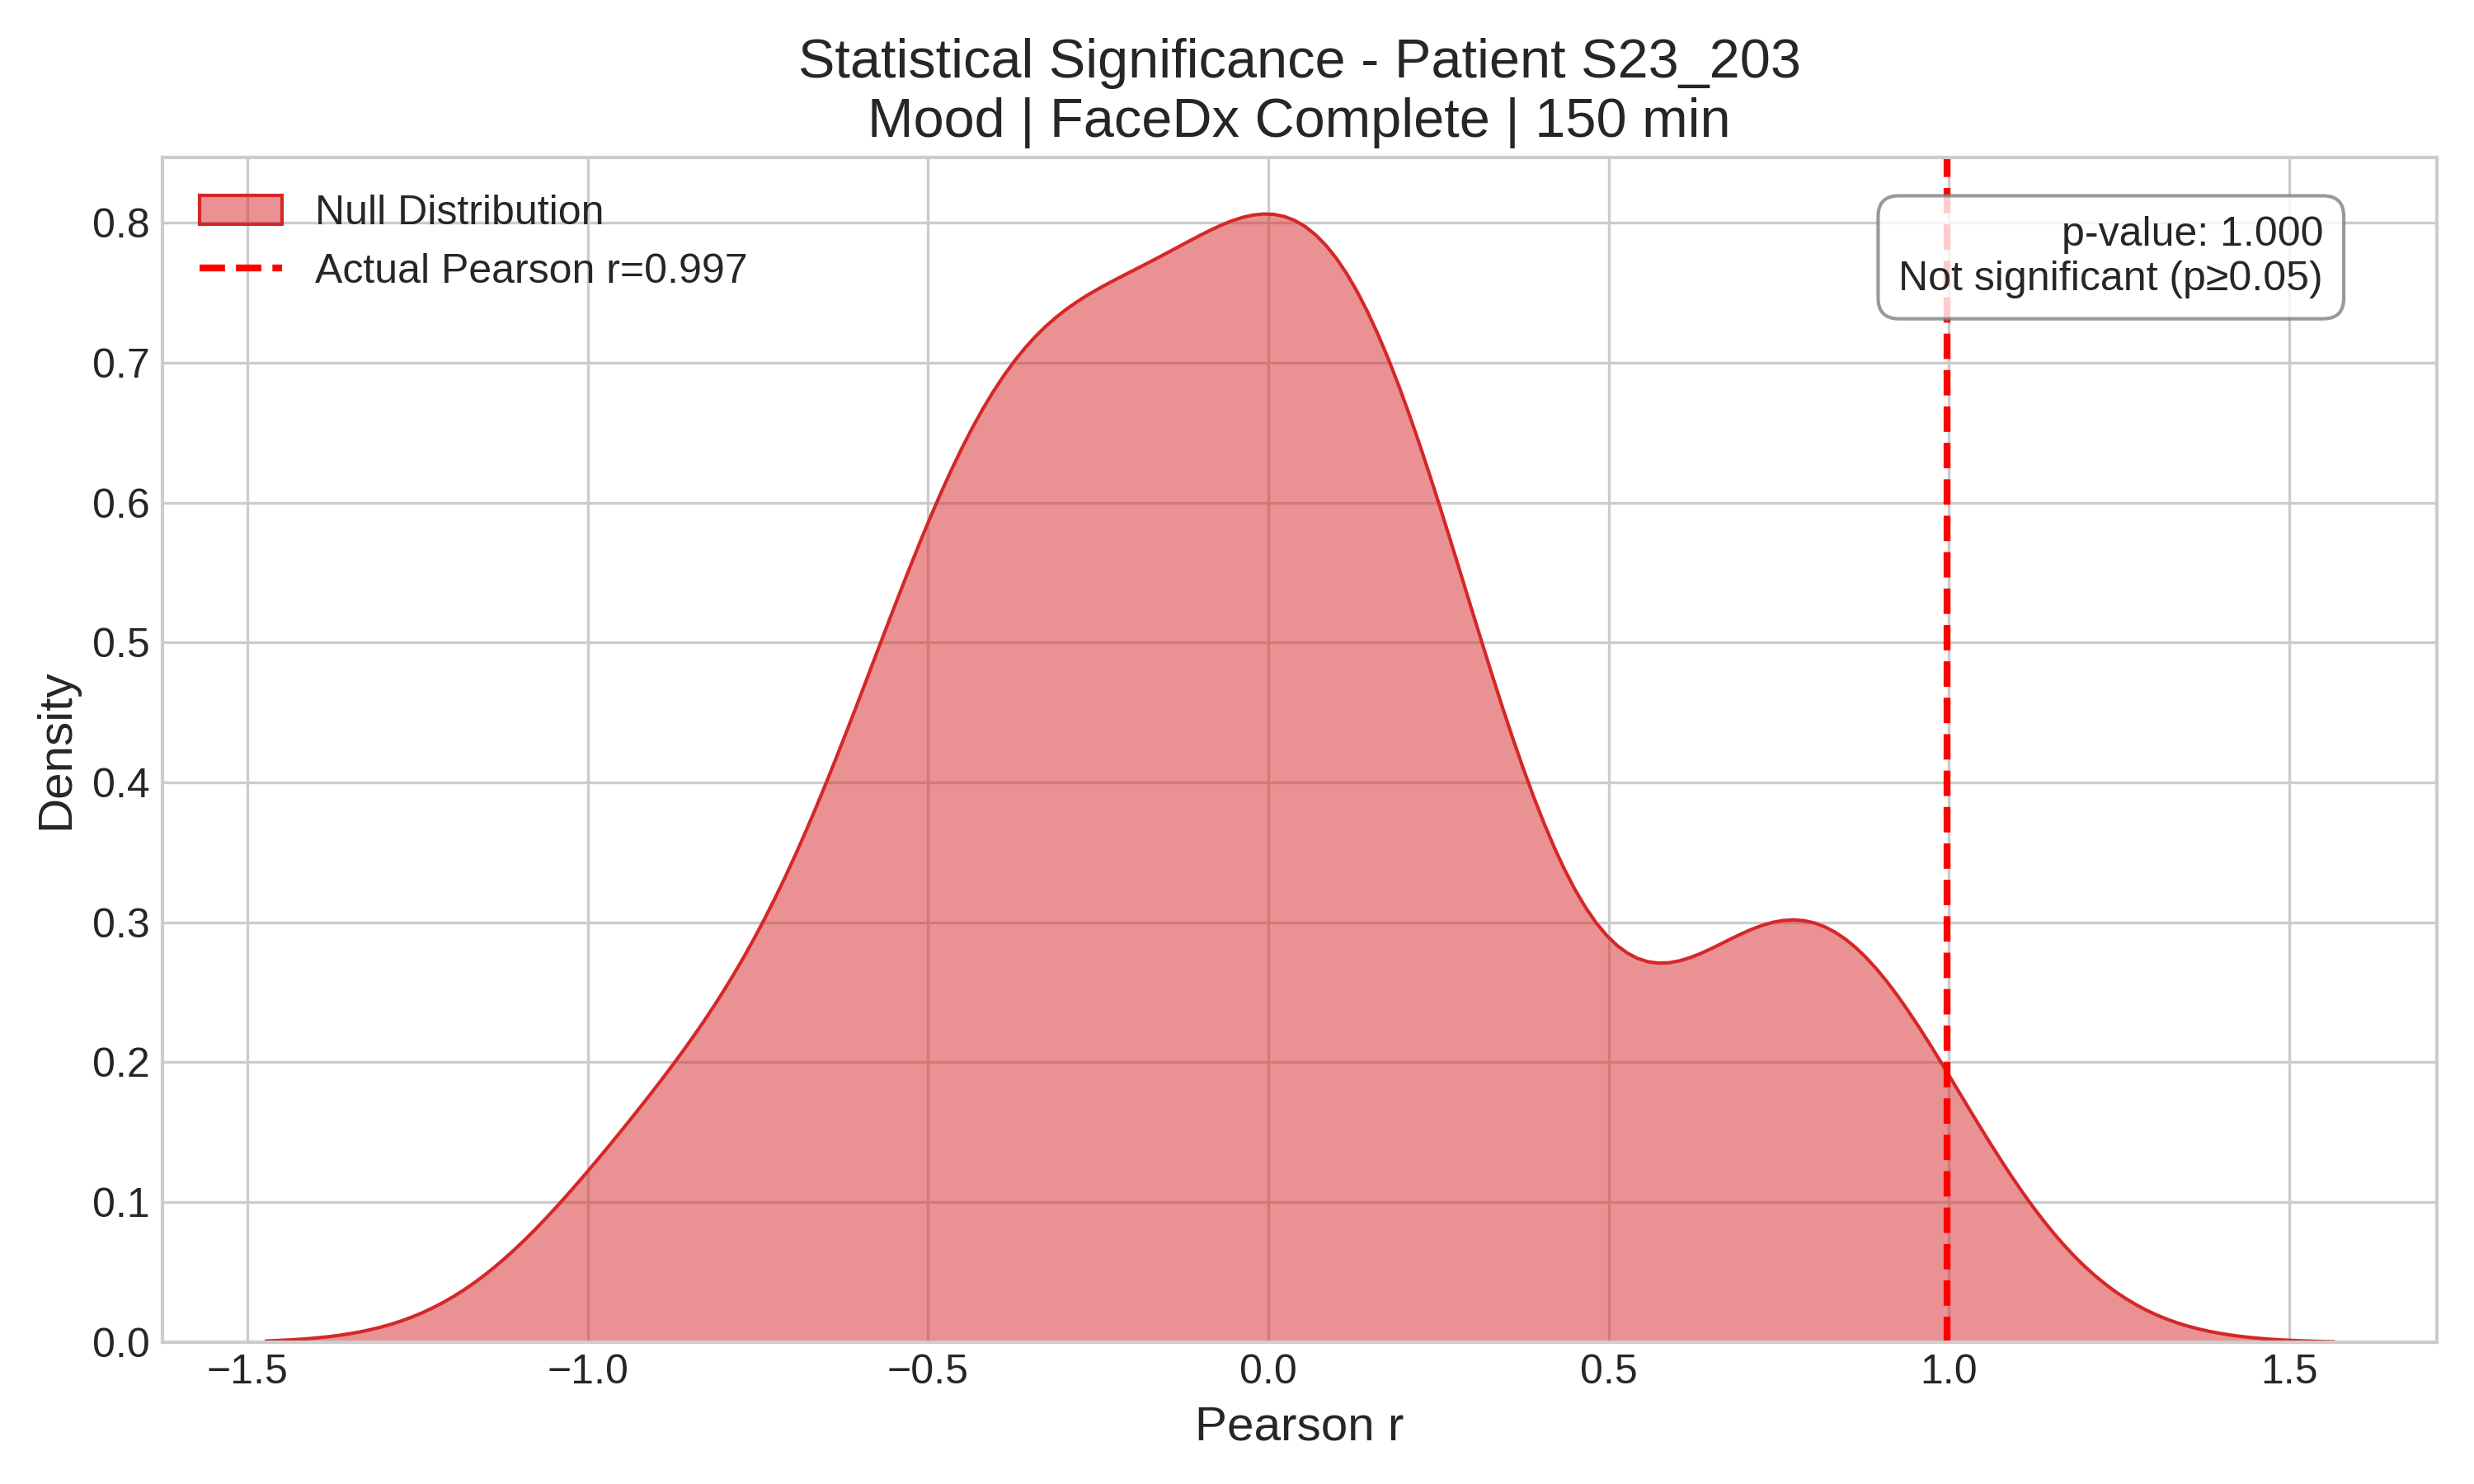 Statistical Significance - Patient S23_203
Mood | FaceDx Complete | 150 min
Null Distribution
Actual Pearson r=0.997
p-value: 1.000
Not significant (p≥0.05)
Density
0.8
0.7
0.6
0.5
0.4
0.3
0.2
0.1
0.0
−1.5 −1.0 −0.5 0.0 0.5 1.0 1.5
Pearson r